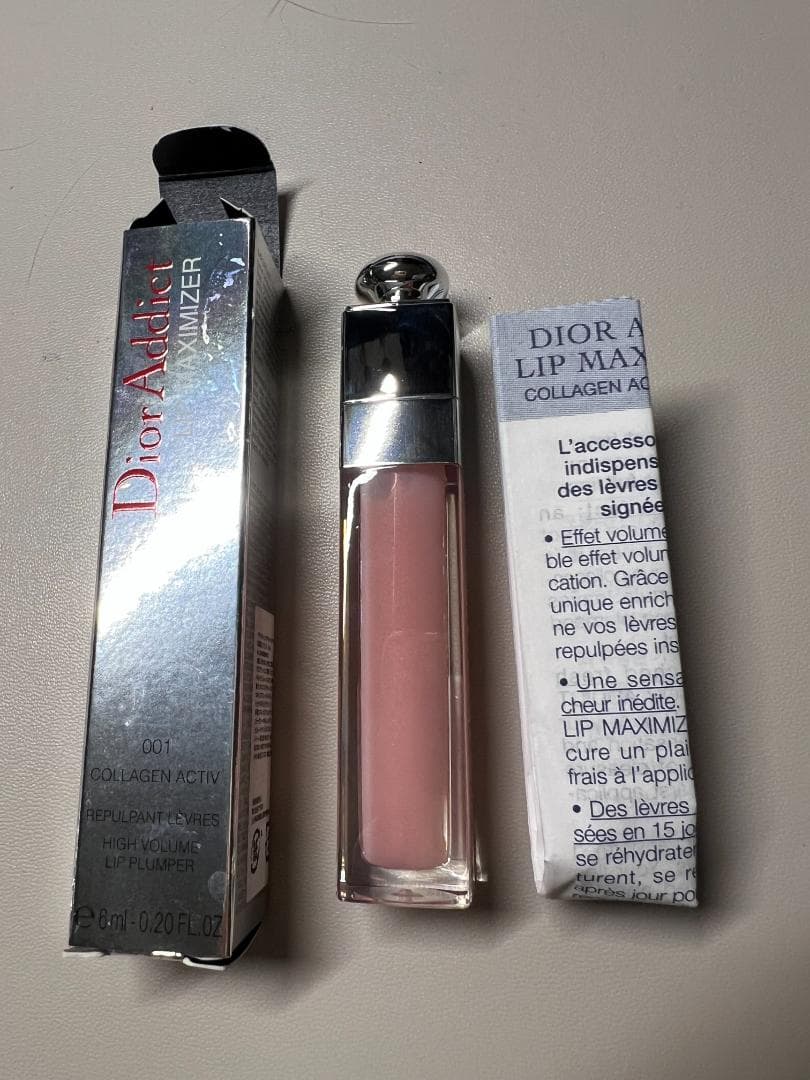 Dior Addict
LIP MAXIMIZER
001
COLLAGEN ACTIV
REPULPANT LÈVRES
HIGH VOLUME
LIP PLUMPER
e 6ml - 0.20 FL.OZ
DIOR A
LIP MAX
COLLAGEN AC
L'accesso
indispens
des lèvres
signée
• Effet volume
ble effet volum
cation. Grâce
unique enrich
ne vos lèvres
repulpées ins
• Une sensa
cheur inédite.
LIP MAXIMIZ
cure un plai
frais à l'applic
• Des lèvres
sées en 15 jo
se réhydrater
turent, se re
après jour po